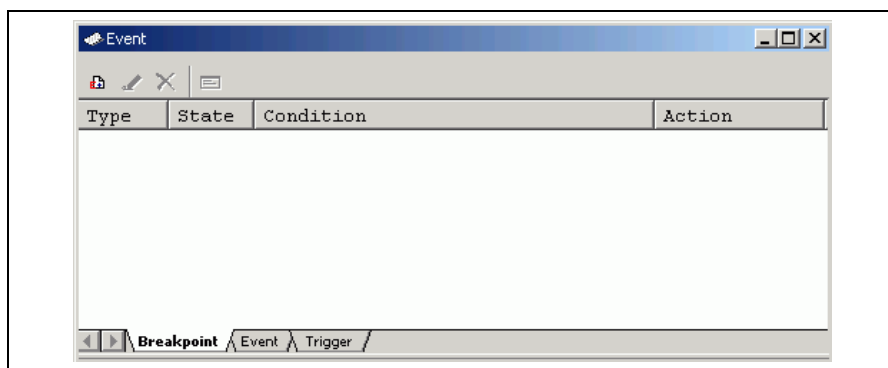 Event
Type State Condition Action
Breakpoint Event Trigger